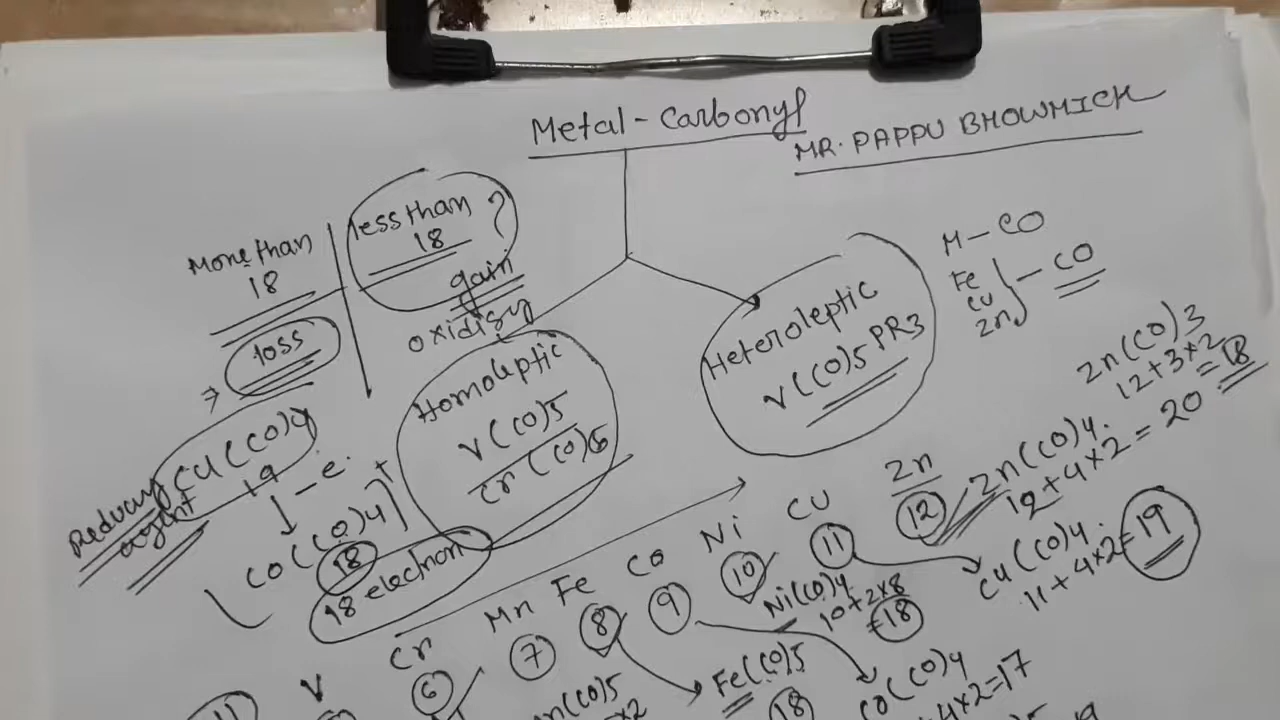 Metal-Carbonyl
MR. PAPPU BHOWMICK
More than
18
loss
less than ?
18
gain
oxidisy
Homoleptic
V(CO)5
Cr(CO)6
Heteroleptic
V(CO)5 PR3
M-CO
Fe
Cu
Zn
-CO
Cu(CO)4
19
Reducing
agent
↓ -e
[Co(CO)4]+
18
18 electron
Zn(CO)3
12+3×2
=18
Zn(CO)4
12+4×2=20
Cu(CO)4
11+4×2=19
V
Cr
Mn
Fe
Co
Ni
Cu
Zn
6
7
8
9
10
11
12
Ni(CO)4
10+2×8
=18
Fe(CO)5
18
Co(CO)4
4×2=17